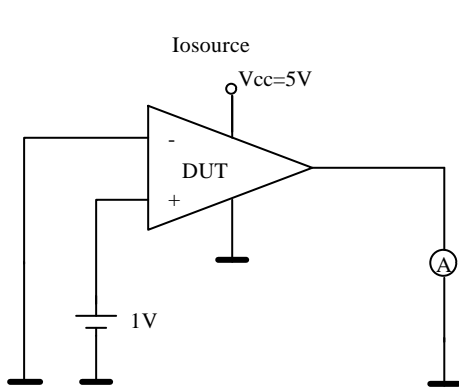 Iosource
Vcc=5V
-
DUT
+
A
1V